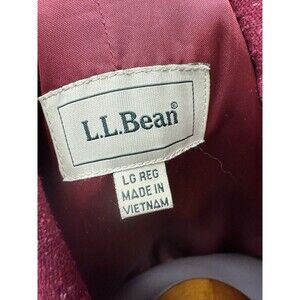 L.L.Bean®
LG REG
MADE IN
VIETNAM